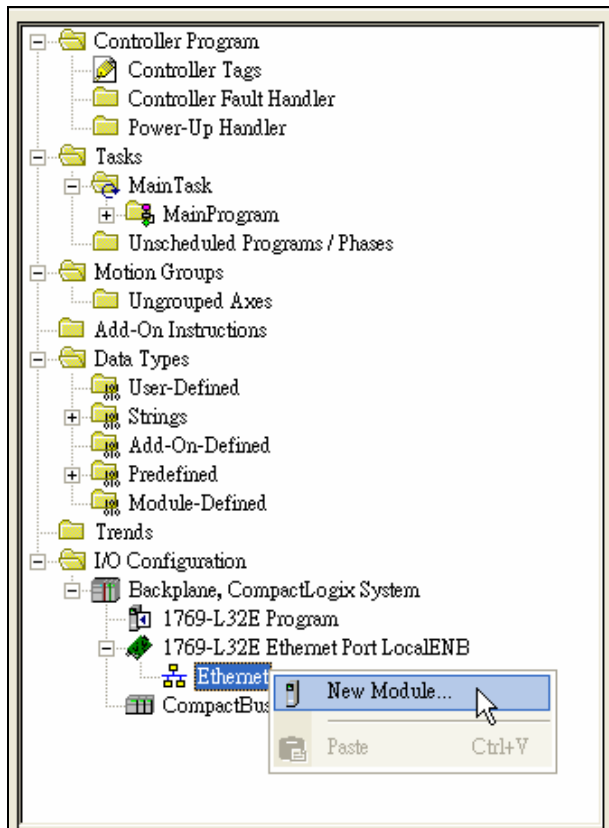 Controller Program
Controller Tags
Controller Fault Handler
Power-Up Handler
Tasks
MainTask
MainProgram
Unscheduled Programs / Phases
Motion Groups
Ungrouped Axes
Add-On Instructions
Data Types
User-Defined
Strings
Add-On-Defined
Predefined
Module-Defined
Trends
I/O Configuration
Backplane, CompactLogix System
1769-L32E Program
1769-L32E Ethernet Port LocalENB
Ethernet
New Module...
CompactBus
Paste Ctrl+V